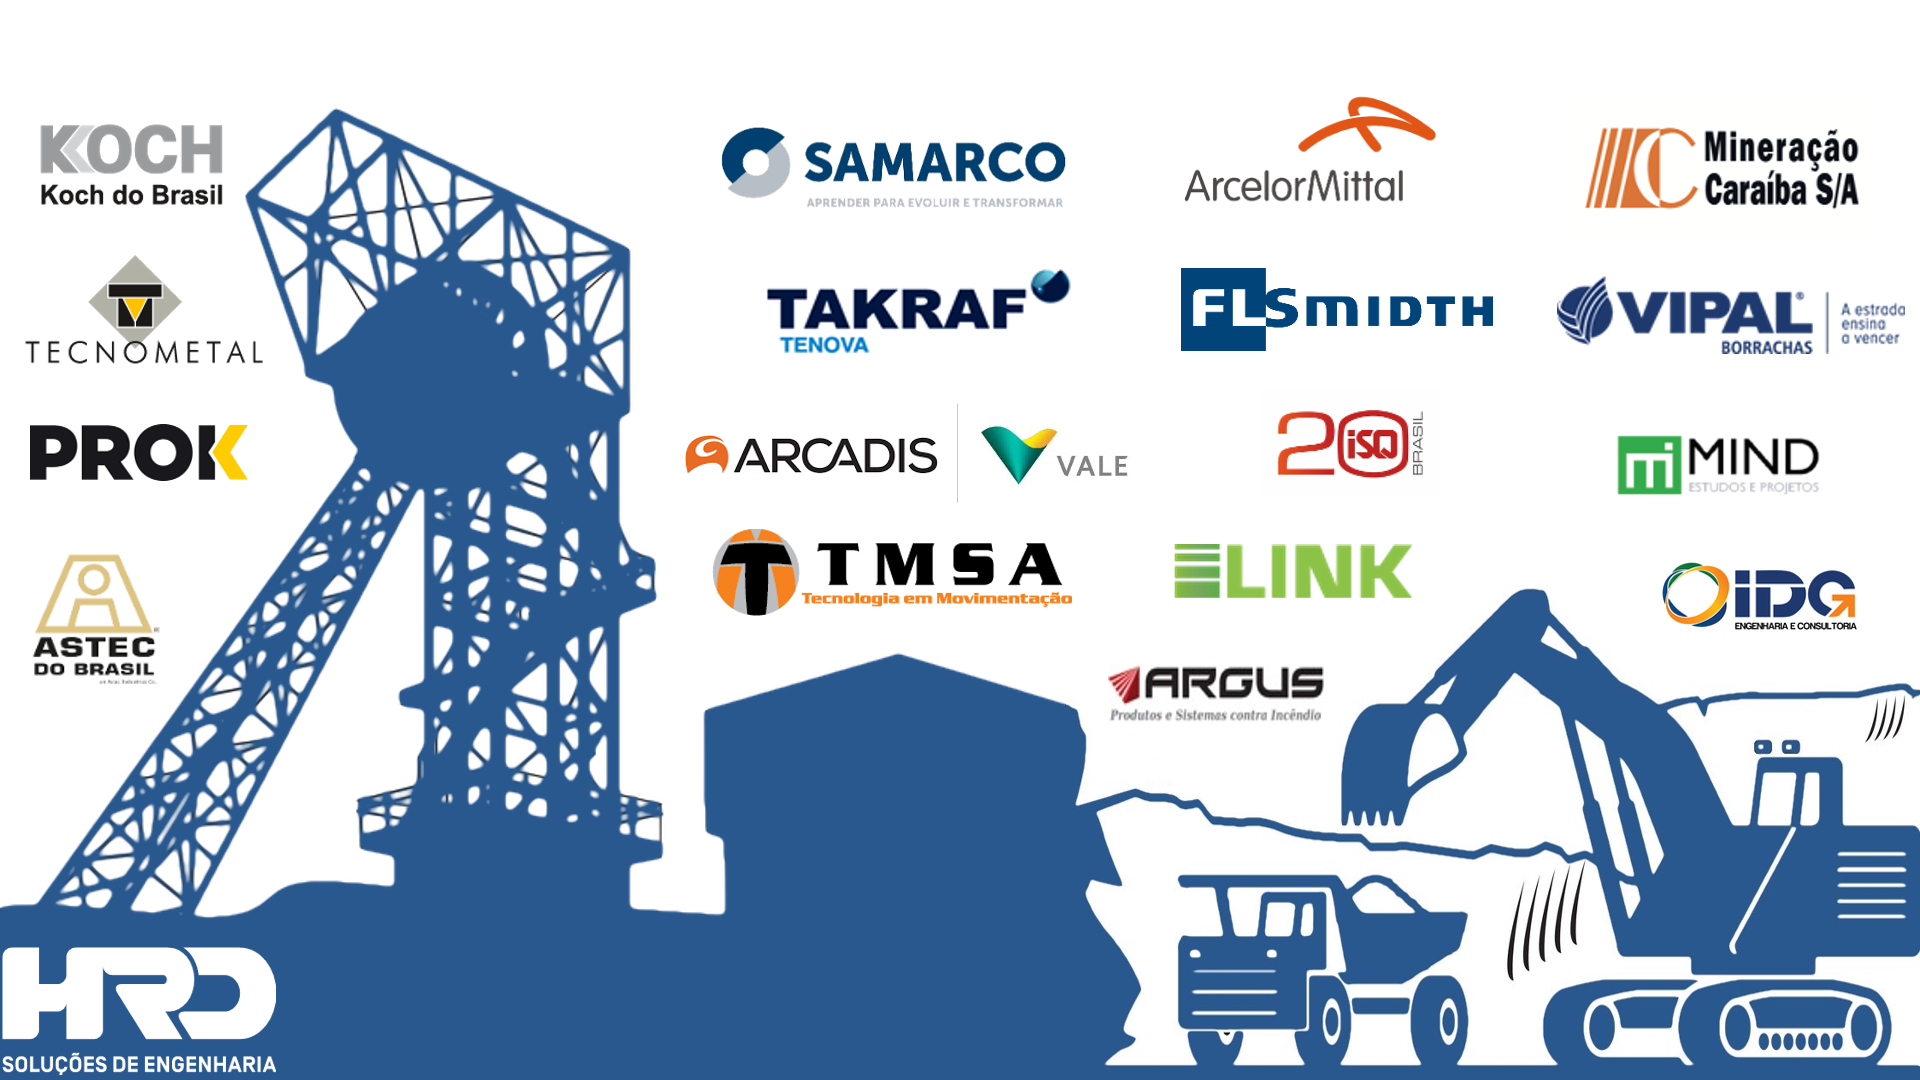 KOCH
Koch do Brasil
TECNOMETAL
PROK
ASTEC
DO BRASIL
SAMARCO
APRENDER PARA EVOLUIR E TRANSFORMAR
TAKRAF
TENOVA
ARCADIS
VALE
TMSA
Tecnologia em Movimentação
ArcelorMittal
FLSMIDTH
20 iSQ BRASIL
LINK
ARGUS
Produtos e Sistemas contra Incêndio
Mineração
Caraíba S/A
VIPAL®
BORRACHAS
A estrada
ensina
a vencer
mi MIND
ESTUDOS E PROJETOS
iDG
ENGENHARIA E CONSULTORIA
HRD
SOLUÇÕES DE ENGENHARIA